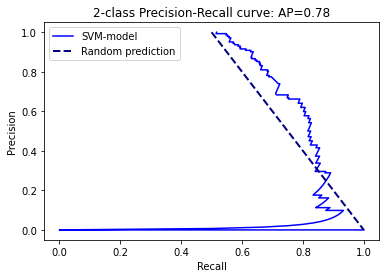 2-class Precision-Recall curve: AP=0.78
SVM-model
Random prediction
Precision
1.0
0.8
0.6
0.4
0.2
0.0
0.0 0.2 0.4 0.6 0.8 1.0
Recall